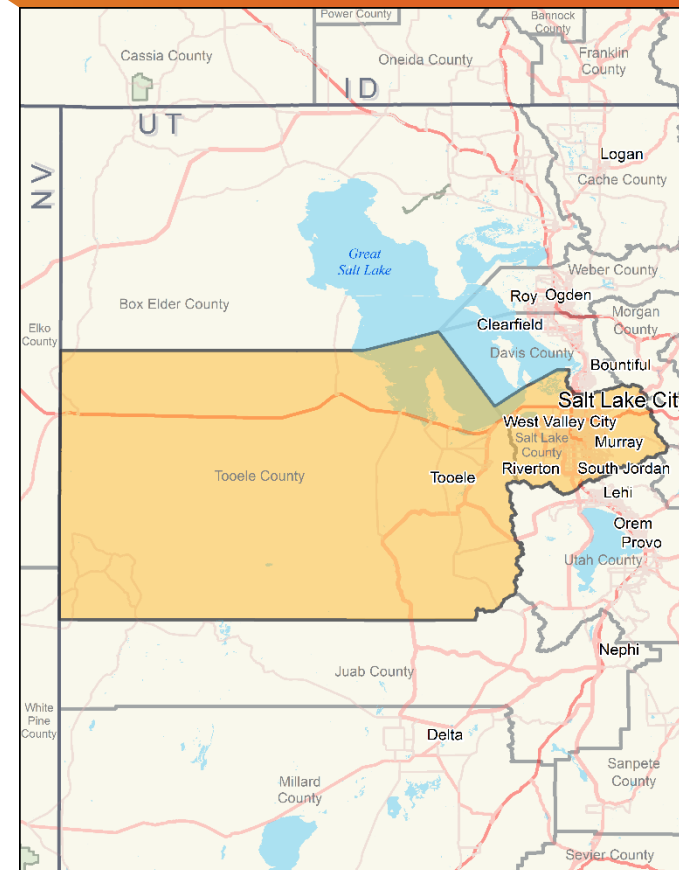 Power County
Bannock
County
Cassia County
Oneida County
Franklin
County
ID
UT
NV
Logan
Cache County
Great
Salt Lake
Weber County
Roy
Ogden
Box Elder County
Morgan
County
Clearfield
Elko
County
Davis County
Bountiful
Salt Lake Cit
West Valley City
Salt Lake
County
Murray
Tooele County
Tooele
Riverton
South Jordan
Lehi
Orem
Provo
Utah County
Nephi
Juab County
White
Pine
County
Delta
Millard
County
Sanpete
County
Sevier County